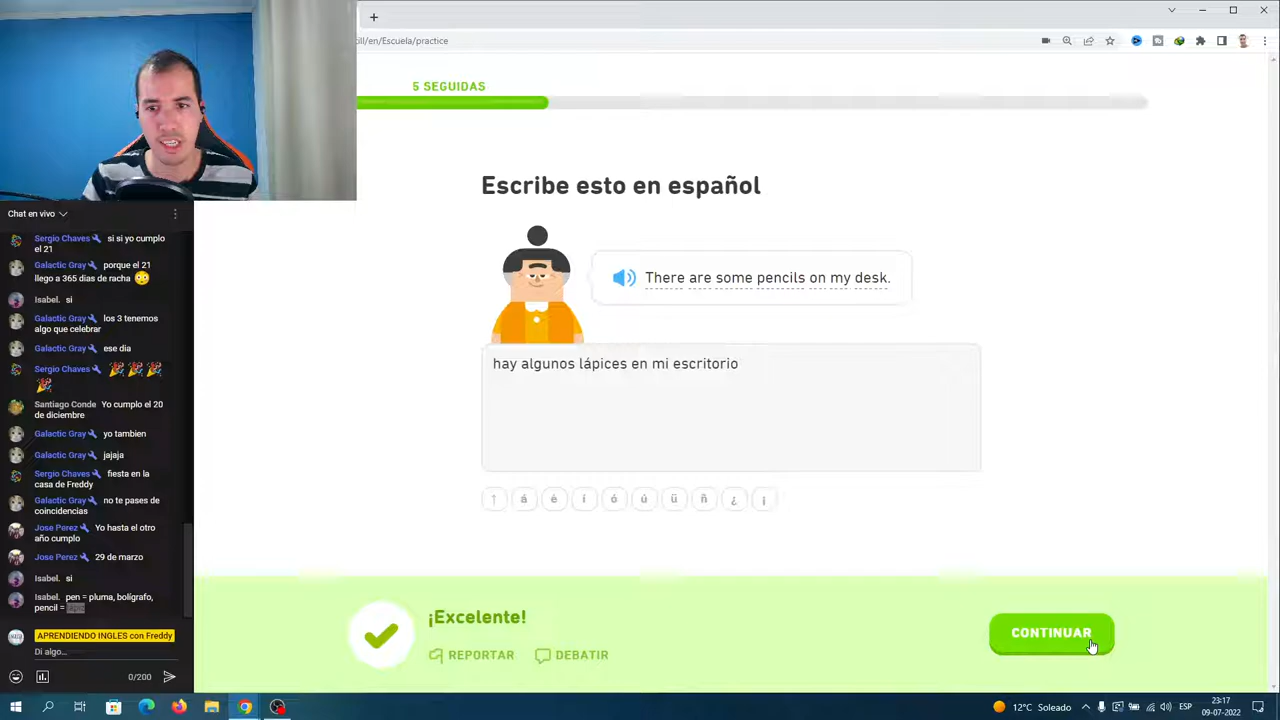 ill/en/Escuela/practice
5 SEGUIDAS
Escribe esto en español
There are some pencils on my desk.
hay algunos lápices en mi escritorio
↑ á é í ó ú ü ñ ¿ ¡
¡Excelente!
REPORTAR DEBATIR
CONTINUAR
Chat en vivo
Sergio Chaves si si yo cumplo
el 21
Galactic Gray porque el 21
llego a 365 dias de racha
Isabel. si
Galactic Gray los 3 tenemos
algo que celebrar
Galactic Gray ese dia
Sergio Chaves
Santiago Conde Yo cumplo el 20
de diciembre
Galactic Gray yo tambien
Galactic Gray jajaja
Sergio Chaves fiesta en la
casa de Freddy
Galactic Gray no te pases de
coincidencias
Jose Perez Yo hasta el otro
año cumplo
Jose Perez 29 de marzo
Isabel. si
Isabel. pen = pluma, bolígrafo,
pencil =
APRENDIENDO INGLES con Freddy
Di algo...
0/200
12°C Soleado
ESP
23:17
09-07-2022